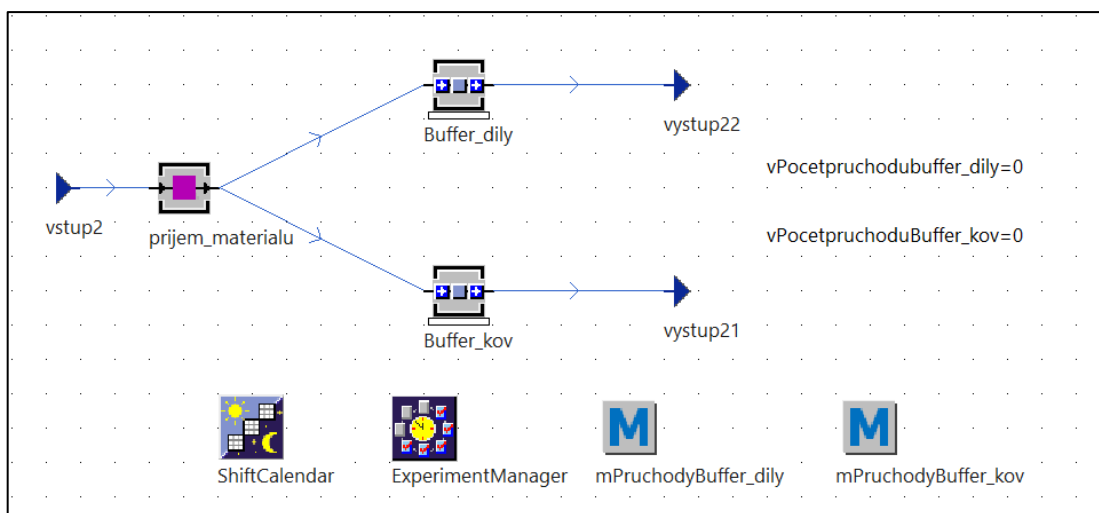 Buffer_dily
vystup22
vPocetpruchodubuffer_dily=0
vstup2
prijem_materialu
vPocetpruchoduBuffer_kov=0
Buffer_kov
vystup21
M
M
ShiftCalendar
ExperimentManager
mPruchodyBuffer_dily
mPruchodyBuffer_kov